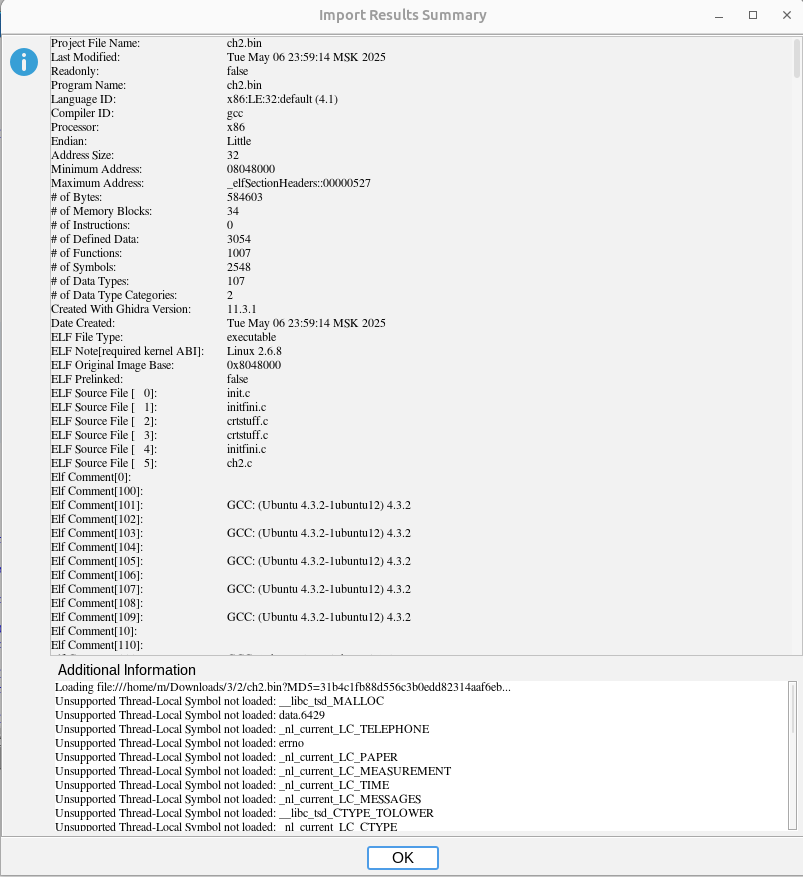 Import Results Summary
Project File Name: ch2.bin
Last Modified: Tue May 06 23:59:14 MSK 2025
Readonly: false
Program Name: ch2.bin
Language ID: x86:LE:32:default (4.1)
Compiler ID: gcc
Processor: x86
Endian: Little
Address Size: 32
Minimum Address: 08048000
Maximum Address: _elfSectionHeaders::00000527
# of Bytes: 584603
# of Memory Blocks: 34
# of Instructions: 0
# of Defined Data: 3054
# of Functions: 1007
# of Symbols: 2548
# of Data Types: 107
# of Data Type Categories: 2
Created With Ghidra Version: 11.3.1
Date Created: Tue May 06 23:59:14 MSK 2025
ELF File Type: executable
ELF Note[required kernel ABI]: Linux 2.6.8
ELF Original Image Base: 0x8048000
ELF Prelinked: false
ELF Source File [ 0]: init.c
ELF Source File [ 1]: initfini.c
ELF Source File [ 2]: crtstuff.c
ELF Source File [ 3]: crtstuff.c
ELF Source File [ 4]: initfini.c
ELF Source File [ 5]: ch2.c
Elf Comment[0]:
Elf Comment[100]:
Elf Comment[101]: GCC: (Ubuntu 4.3.2-1ubuntu12) 4.3.2
Elf Comment[102]:
Elf Comment[103]: GCC: (Ubuntu 4.3.2-1ubuntu12) 4.3.2
Elf Comment[104]:
Elf Comment[105]: GCC: (Ubuntu 4.3.2-1ubuntu12) 4.3.2
Elf Comment[106]:
Elf Comment[107]: GCC: (Ubuntu 4.3.2-1ubuntu12) 4.3.2
Elf Comment[108]:
Elf Comment[109]: GCC: (Ubuntu 4.3.2-1ubuntu12) 4.3.2
Elf Comment[10]:
Elf Comment[110]:
Additional Information
Loading file:///home/m/Downloads/3/2/ch2.bin?MD5=31b4c1fb88d556c3b0edd82314aaf6eb...
Unsupported Thread-Local Symbol not loaded: __libc_tsd_MALLOC
Unsupported Thread-Local Symbol not loaded: data.6429
Unsupported Thread-Local Symbol not loaded: _nl_current_LC_TELEPHONE
Unsupported Thread-Local Symbol not loaded: errno
Unsupported Thread-Local Symbol not loaded: _nl_current_LC_PAPER
Unsupported Thread-Local Symbol not loaded: _nl_current_LC_MEASUREMENT
Unsupported Thread-Local Symbol not loaded: _nl_current_LC_TIME
Unsupported Thread-Local Symbol not loaded: _nl_current_LC_MESSAGES
Unsupported Thread-Local Symbol not loaded: __libc_tsd_CTYPE_TOLOWER
Unsupported Thread-Local Symbol not loaded: _nl_current_LC_CTYPE
OK